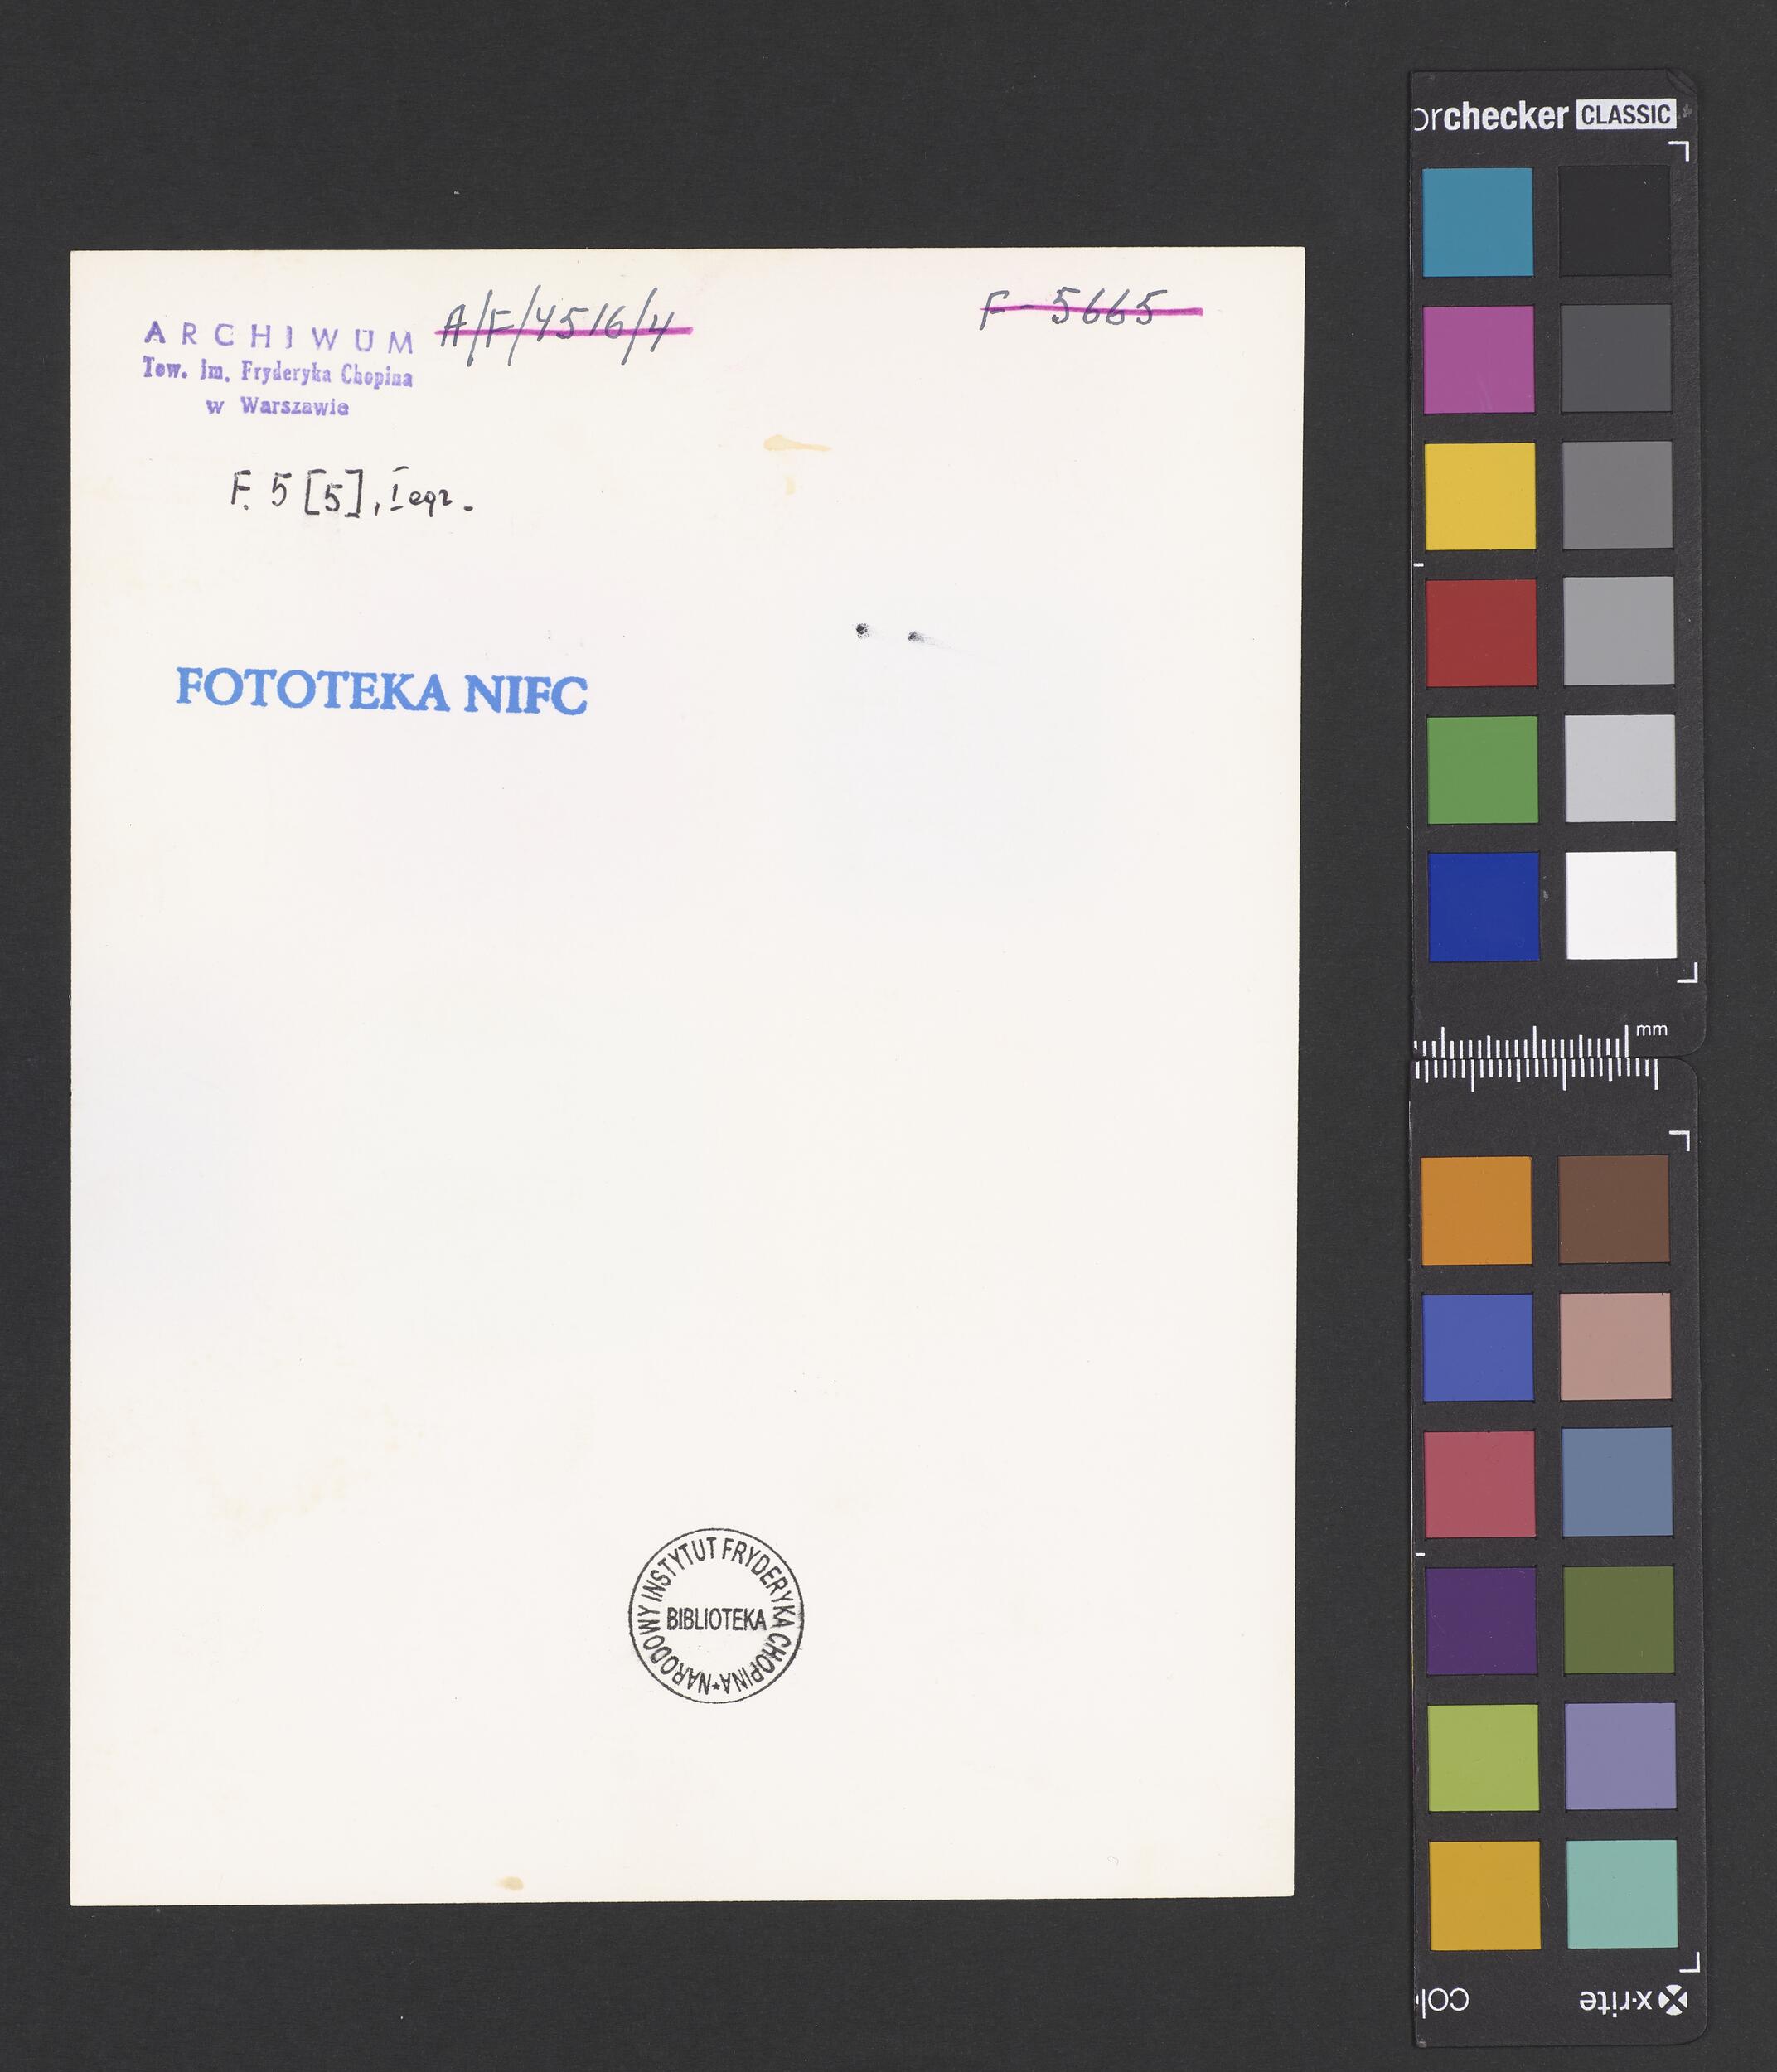 A/F/4516/4
F-5665
ARCHIWUM
Tow. im. Fryderyka Chopina
w Warszawie
F. 5 [5], I egz.
FOTOTEKA NIFC
NARODOWY INSTYTUT FRYDERYKA CHOPINA *
BIBLIOTEKA
orchecker CLASSIC
mm
col
x·rite